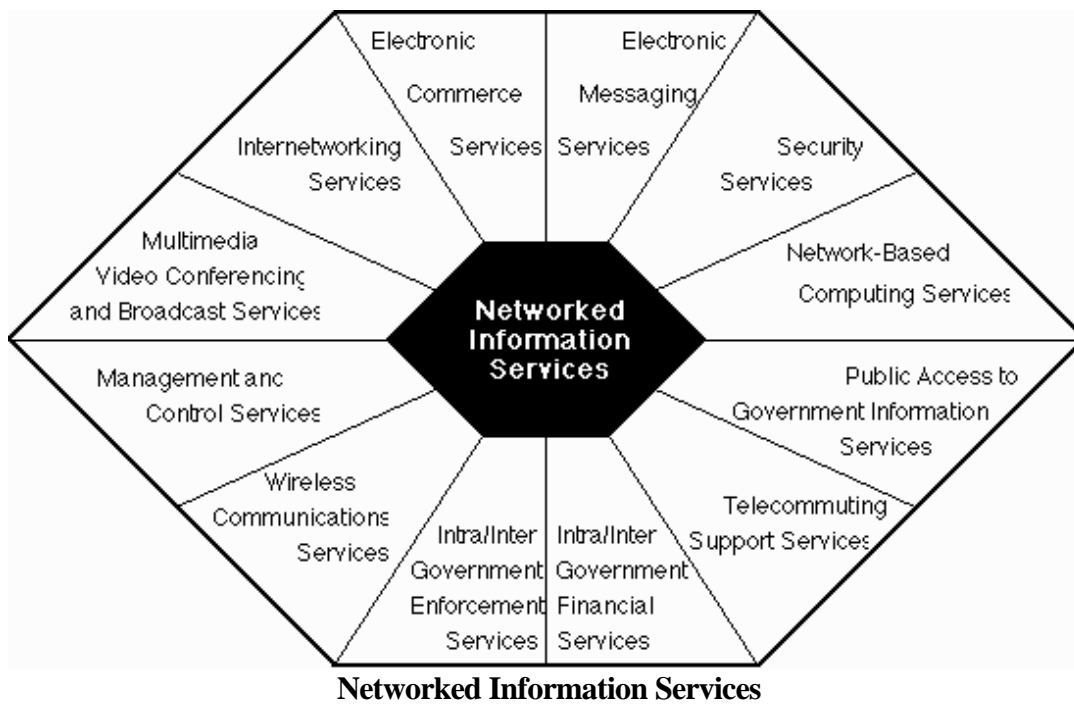 Electronic
Commerce
Services
Electronic
Messaging
Services
Internetworking
Services
Security
Services
Multimedia
Video Conferencing
and Broadcast Services
Network-Based
Computing Services
Networked
Information
Services
Management and
Control Services
Public Access to
Government Information
Services
Wireless
Communications
Services
Telecommuting
Support Services
Intra/Inter
Government
Enforcement
Services
Intra/Inter
Government
Financial
Services
Networked Information Services